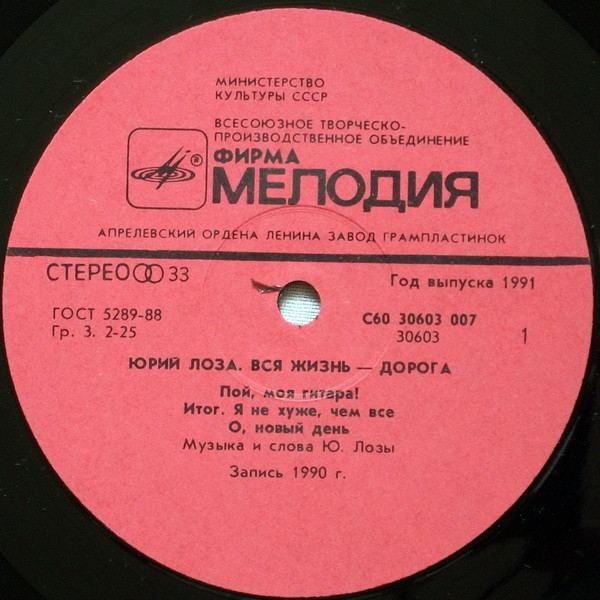 МИНИСТЕРСТВО
КУЛЬТУРЫ СССР
ВСЕСОЮЗНОЕ ТВОРЧЕСКО-
ПРОИЗВОДСТВЕННОЕ ОБЪЕДИНЕНИЕ
®
ФИРМА
МЕЛОДИЯ
АПРЕЛЕВСКИЙ ОРДЕНА ЛЕНИНА ЗАВОД ГРАМПЛАСТИНОК
СТЕРЕО 33
Год выпуска 1991
ГОСТ 5289-88
Гр. 3. 2-25
С60 30603 007
30603
1
ЮРИЙ ЛОЗА. ВСЯ ЖИЗНЬ — ДОРОГА
Пой, моя гитара!
Итог. Я не хуже, чем все
О, новый день
Музыка и слова Ю. Лозы
Запись 1990 г.